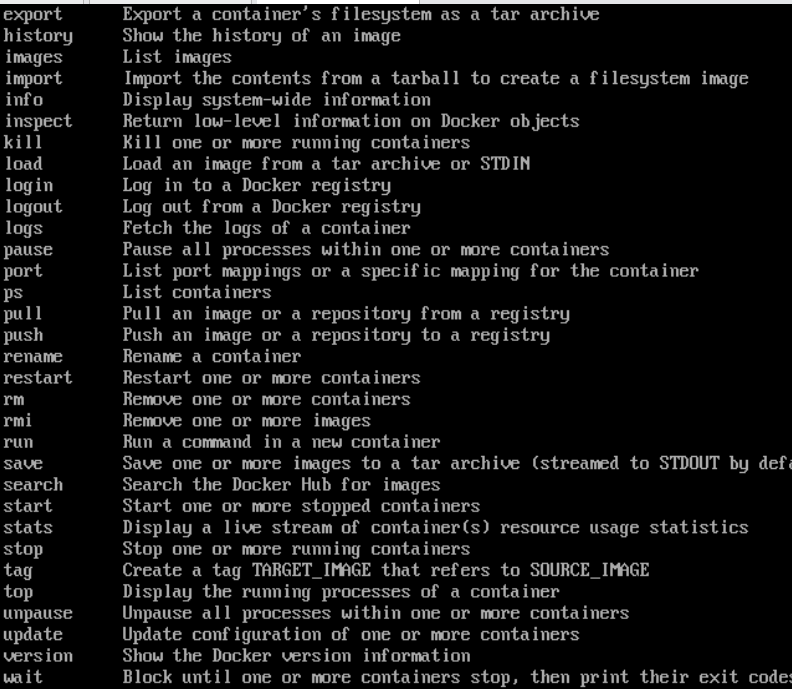 export Export a container's filesystem as a tar archive
history Show the history of an image
images List images
import Import the contents from a tarball to create a filesystem image
info Display system-wide information
inspect Return low-level information on Docker objects
kill Kill one or more running containers
load Load an image from a tar archive or STDIN
login Log in to a Docker registry
logout Log out from a Docker registry
logs Fetch the logs of a container
pause Pause all processes within one or more containers
port List port mappings or a specific mapping for the container
ps List containers
pull Pull an image or a repository from a registry
push Push an image or a repository to a registry
rename Rename a container
restart Restart one or more containers
rm Remove one or more containers
rmi Remove one or more images
run Run a command in a new container
save Save one or more images to a tar archive (streamed to STDOUT by defa
search Search the Docker Hub for images
start Start one or more stopped containers
stats Display a live stream of container(s) resource usage statistics
stop Stop one or more running containers
tag Create a tag TARGET_IMAGE that refers to SOURCE_IMAGE
top Display the running processes of a container
unpause Unpause all processes within one or more containers
update Update configuration of one or more containers
version Show the Docker version information
wait Block until one or more containers stop, then print their exit codes